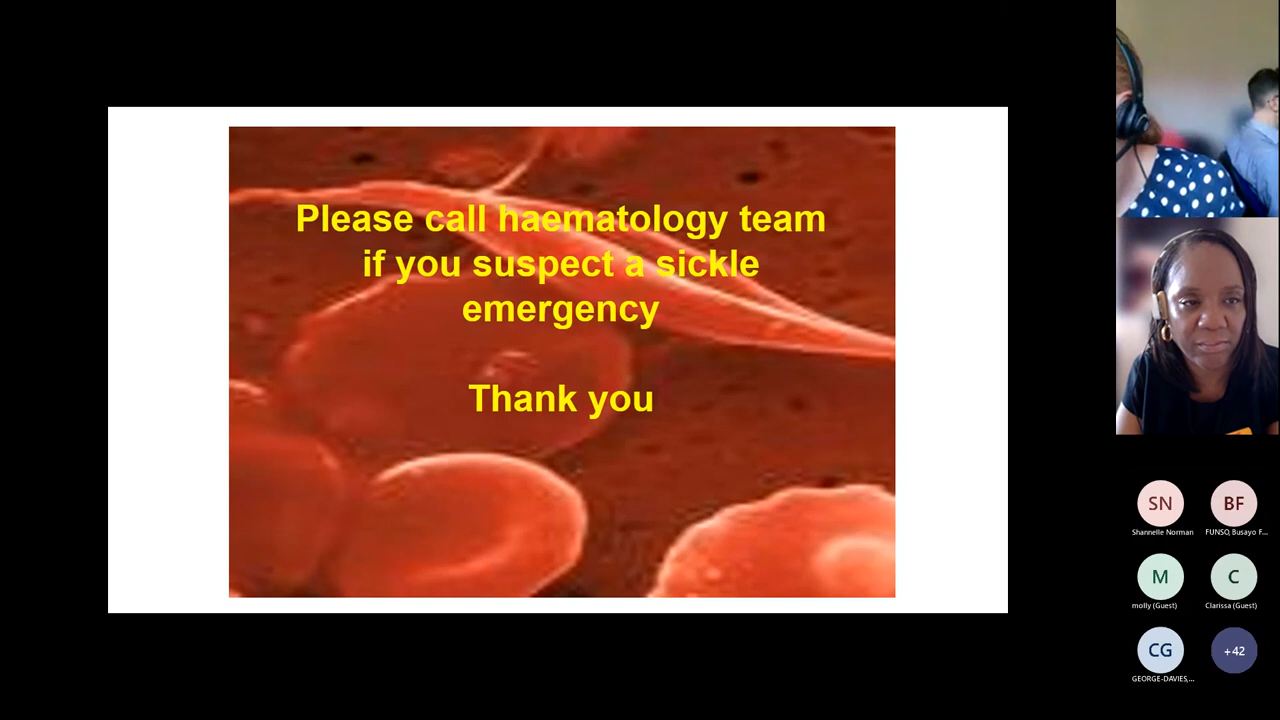 Please call haematology team
if you suspect a sickle
emergency
Thank you
SN
BF
Shannelle Norman
FUNSO, Busayo F...
M
C
molly (Guest)
Clarissa (Guest)
CG
+42
GEORGE-DAVIES,...